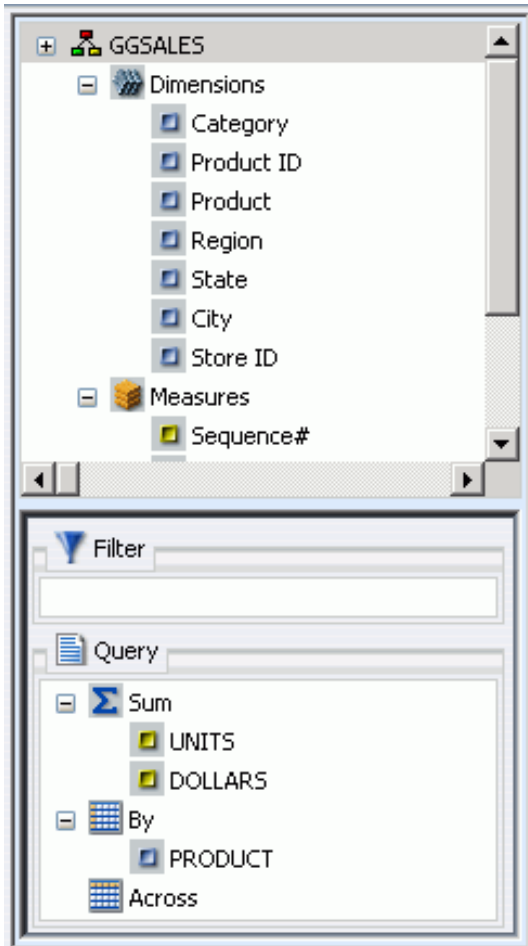 GGSALES
Dimensions
Category
Product ID
Product
Region
State
City
Store ID
Measures
Sequence#
Filter
Query
Sum
UNITS
DOLLARS
By
PRODUCT
Across